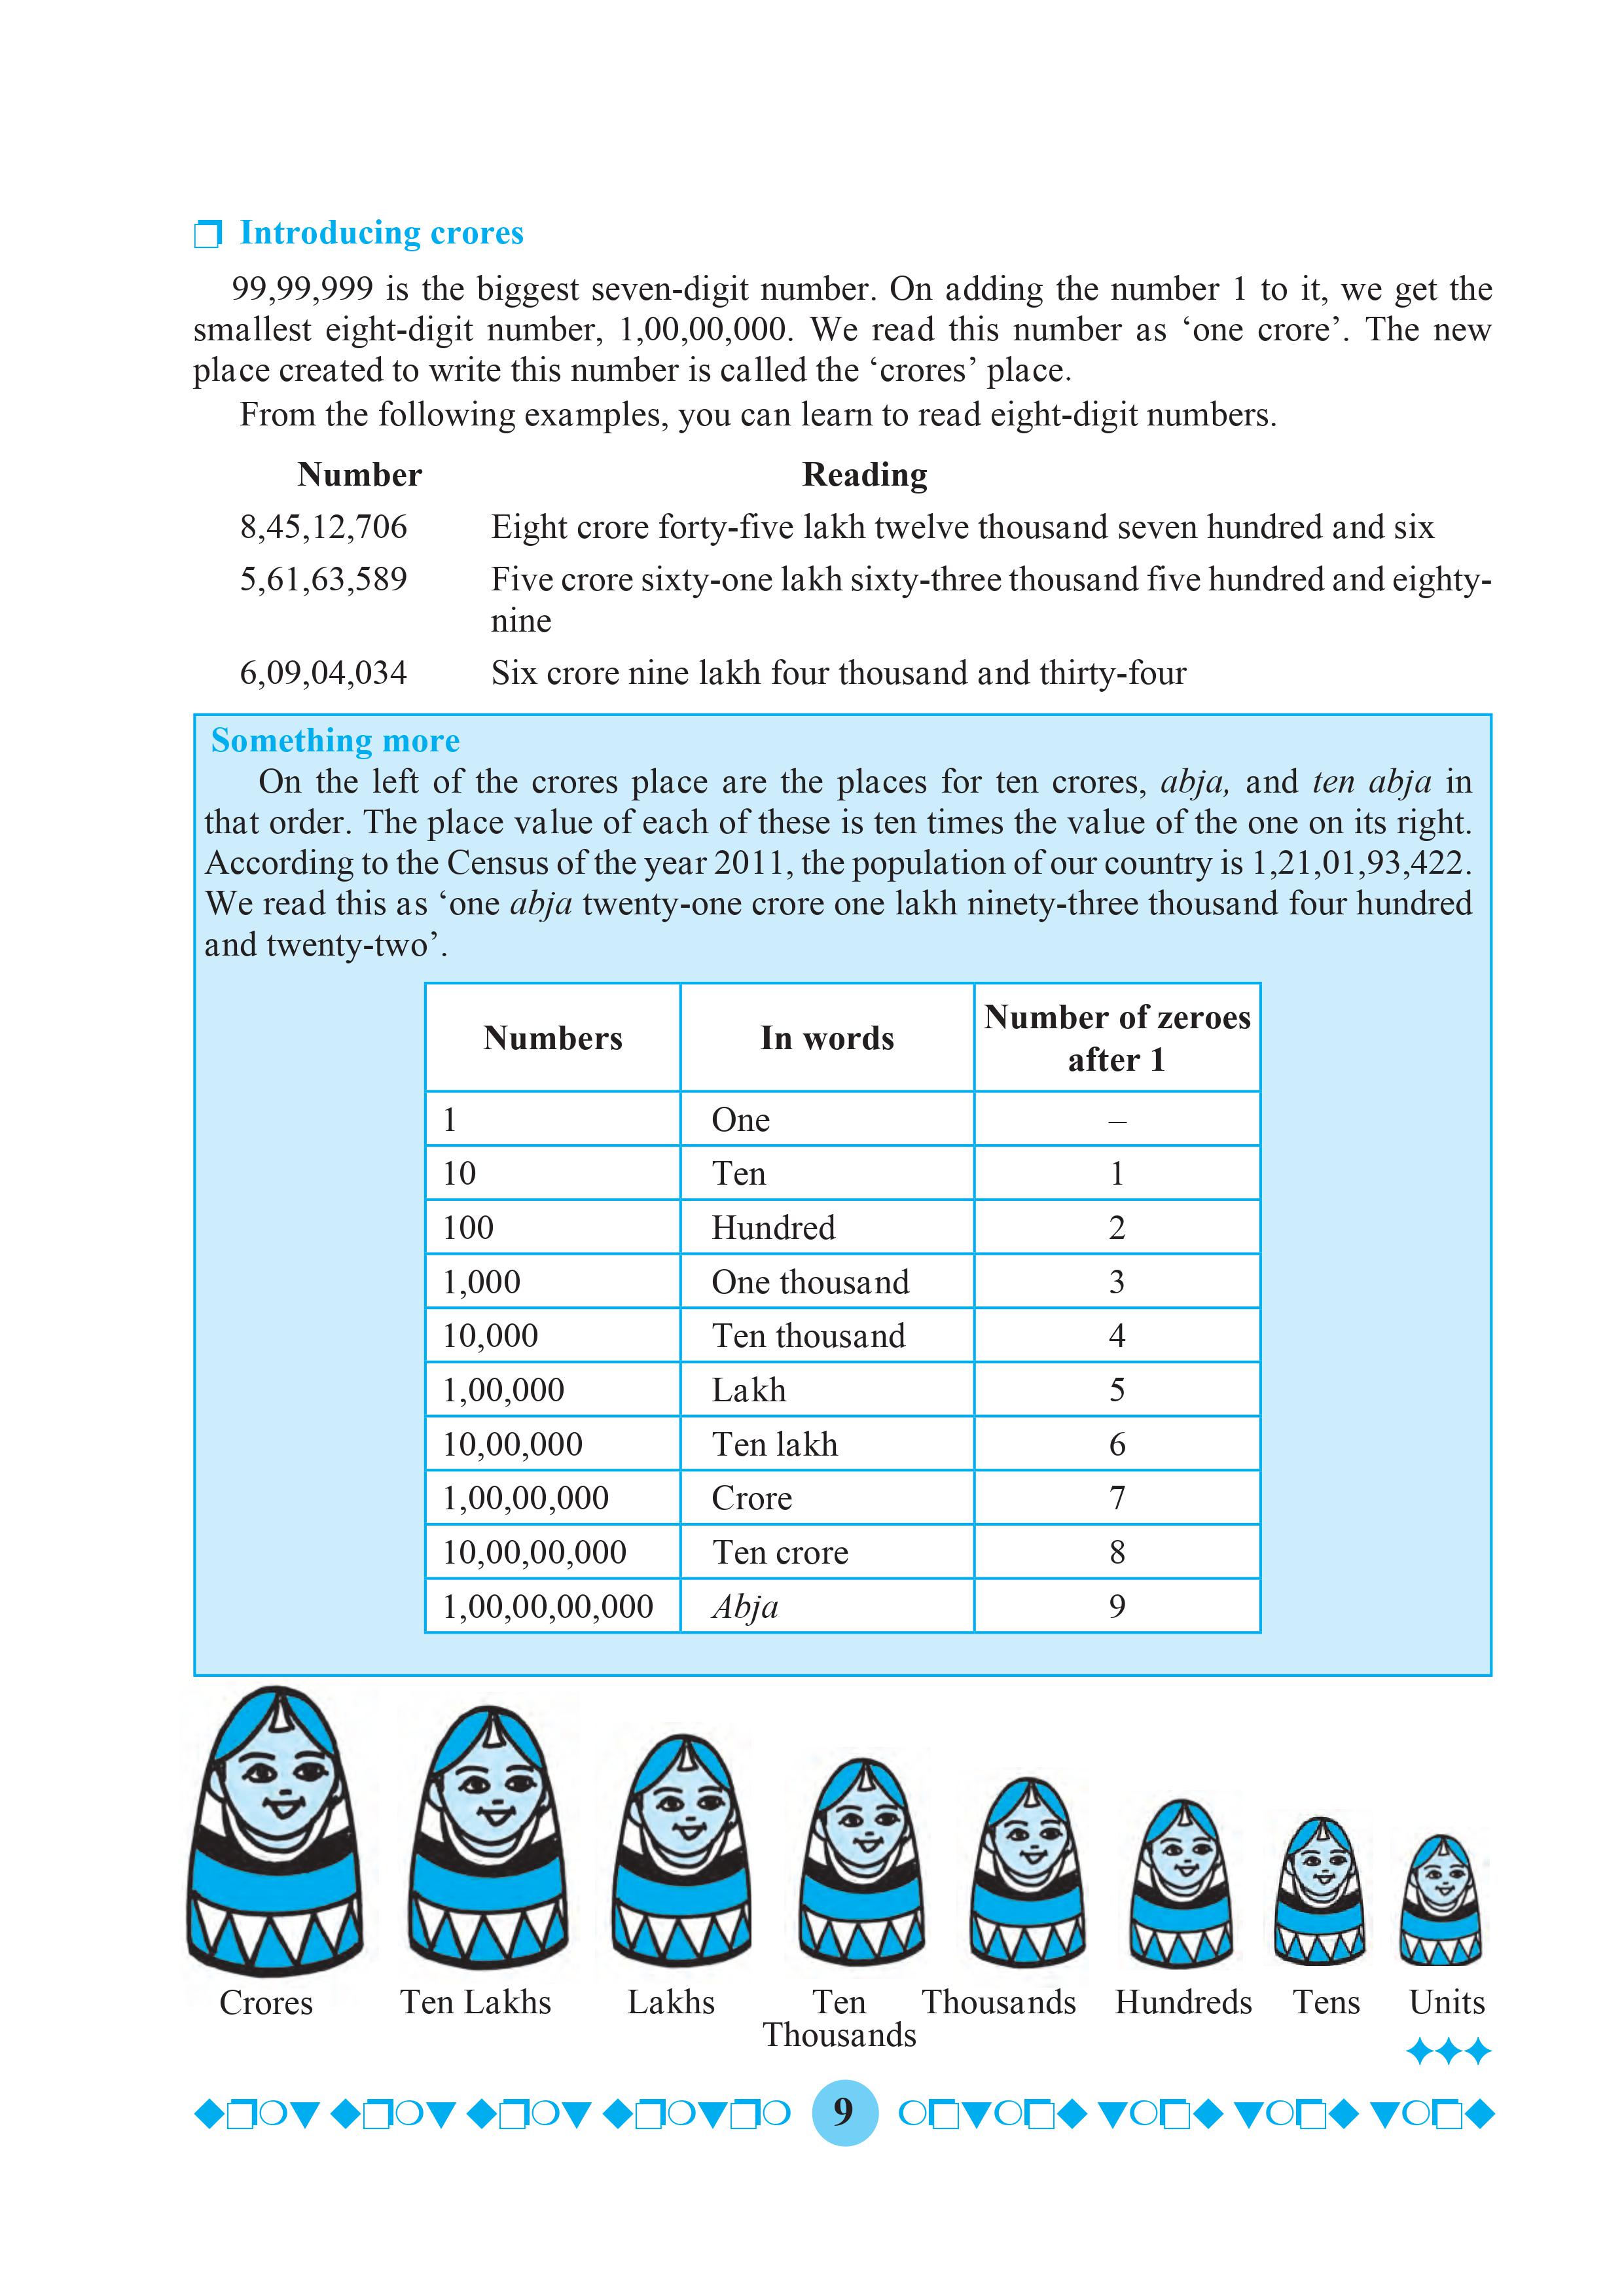 Introducing crores
99,99,999 is the biggest seven-digit number. On adding the number 1 to it, we get the
smallest eight-digit number, 1,00,00,000. We read this number as ‘one crore’. The new
place created to write this number is called the ‘crores’ place.
From the following examples, you can learn to read eight-digit numbers.
Number Reading
8,45,12,706 Eight crore forty-five lakh twelve thousand seven hundred and six
5,61,63,589 Five crore sixty-one lakh sixty-three thousand five hundred and eighty-
nine
6,09,04,034 Six crore nine lakh four thousand and thirty-four
Something more
On the left of the crores place are the places for ten crores, abja, and ten abja in
that order. The place value of each of these is ten times the value of the one on its right.
According to the Census of the year 2011, the population of our country is 1,21,01,93,422.
We read this as ‘one abja twenty-one crore one lakh ninety-three thousand four hundred
and twenty-two’.
Numbers In words Number of zeroes
after 1
1 One –
10 Ten 1
100 Hundred 2
1,000 One thousand 3
10,000 Ten thousand 4
1,00,000 Lakh 5
10,00,000 Ten lakh 6
1,00,00,000 Crore 7
10,00,00,000 Ten crore 8
1,00,00,00,000 Abja 9
Crores Ten Lakhs Lakhs Ten Thousands Hundreds Tens Units
Thousands
9